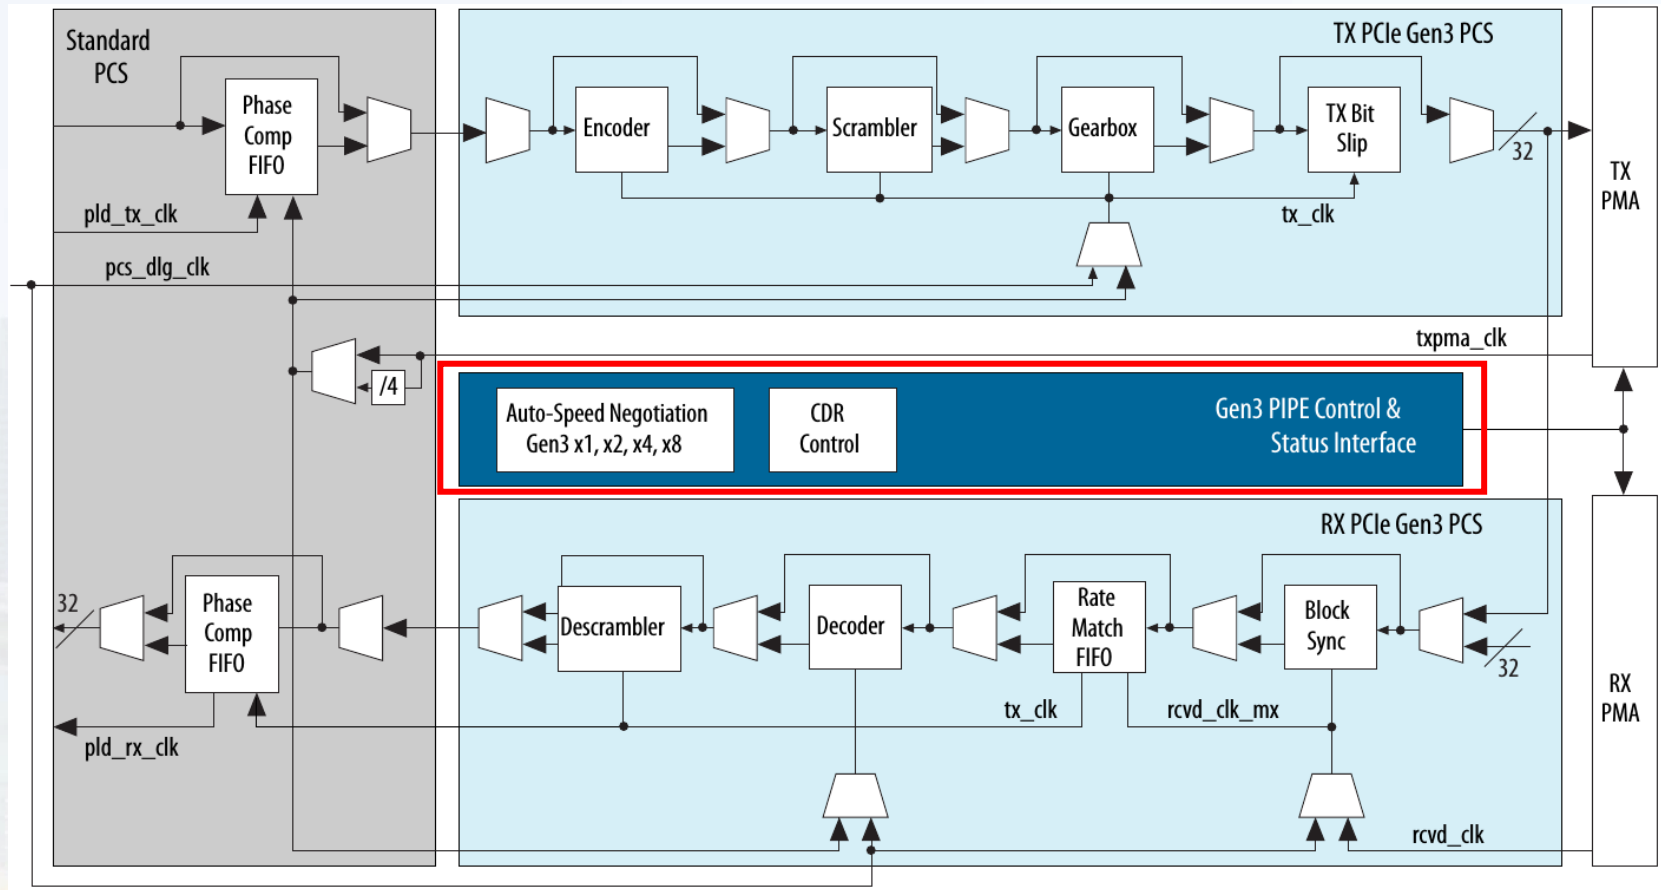 Standard
PCS
TX PCIe Gen3 PCS
Phase
Comp
FIFO
Encoder
Scrambler
Gearbox
TX Bit
Slip
32
TX
PMA
pld_tx_clk
tx_clk
pcs_dlg_clk
txpma_clk
/4
Auto-Speed Negotiation
Gen3 x1, x2, x4, x8
CDR
Control
Gen3 PIPE Control &
Status Interface
RX PCIe Gen3 PCS
32
Phase
Comp
FIFO
Descrambler
Decoder
Rate
Match
FIFO
Block
Sync
32
RX
PMA
tx_clk
rcvd_clk_mx
pld_rx_clk
rcvd_clk